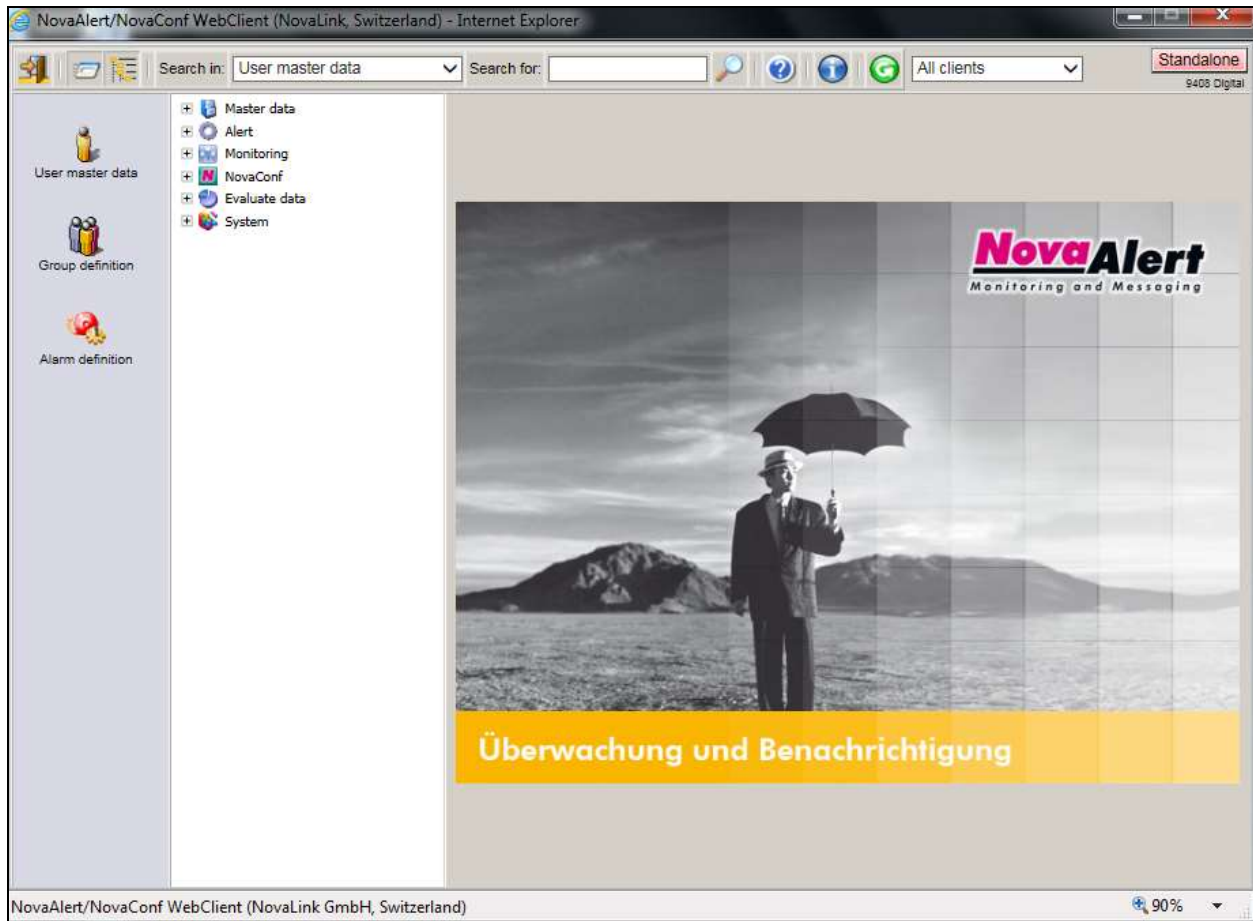 NovaAlert/NovaConf WebClient (NovaLink, Switzerland) - Internet Explorer
Search in: User master data Search for: All clients Standalone
9408 Digital
User master data
Group definition
Alarm definition
Master data
Alert
Monitoring
NovaConf
Evaluate data
System
NovaAlert
Monitoring and Messaging
Überwachung und Benachrichtigung
NovaAlert/NovaConf WebClient (NovaLink GmbH, Switzerland) 90%